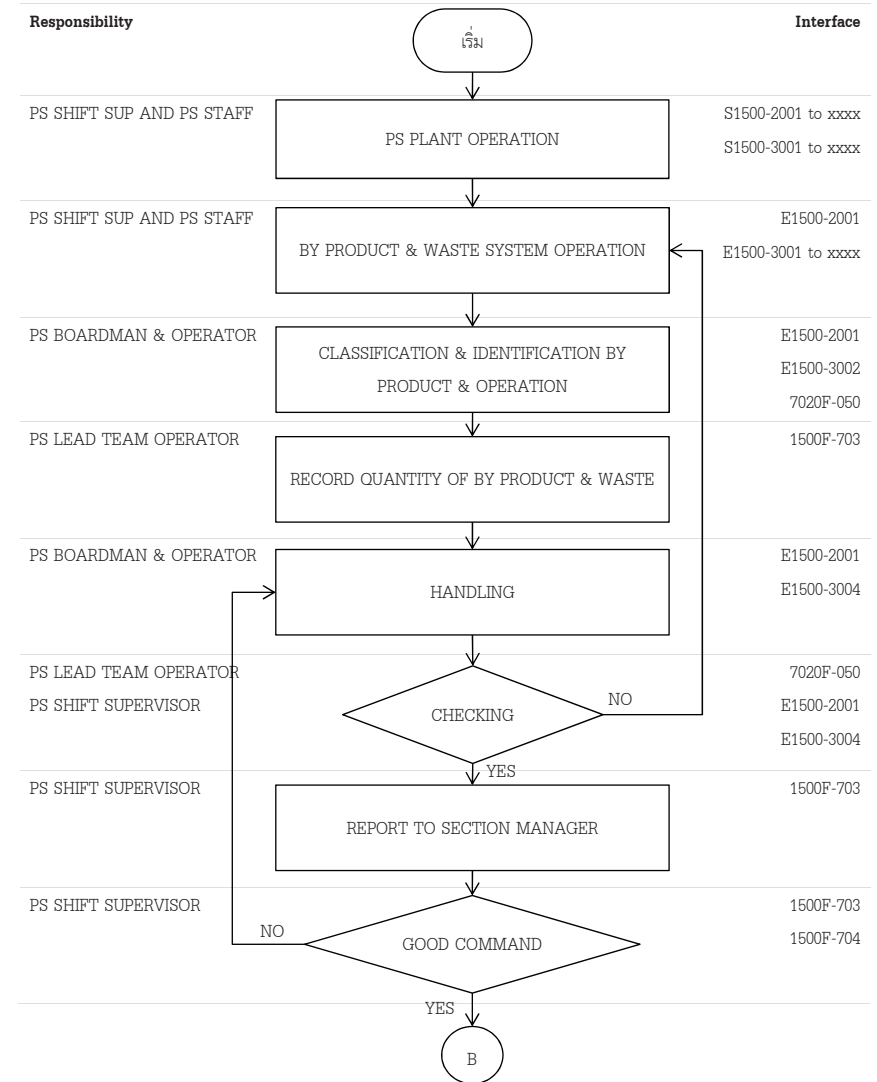 Responsibility
Interface
เริ่ม
PS SHIFT SUP AND PS STAFF
PS PLANT OPERATION
S1500-2001 to xxxx
S1500-3001 to xxxx
PS SHIFT SUP AND PS STAFF
BY PRODUCT & WASTE SYSTEM OPERATION
E1500-2001
E1500-3001 to xxxx
PS BOARDMAN & OPERATOR
CLASSIFICATION & IDENTIFICATION BY
PRODUCT & OPERATION
E1500-2001
E1500-3002
7020F-050
PS LEAD TEAM OPERATOR
RECORD QUANTITY OF BY PRODUCT & WASTE
1500F-703
PS BOARDMAN & OPERATOR
HANDLING
E1500-2001
E1500-3004
PS LEAD TEAM OPERATOR
PS SHIFT SUPERVISOR
CHECKING
NO
YES
7020F-050
E1500-2001
E1500-3004
PS SHIFT SUPERVISOR
REPORT TO SECTION MANAGER
1500F-703
PS SHIFT SUPERVISOR
NO
GOOD COMMAND
1500F-703
1500F-704
YES
B